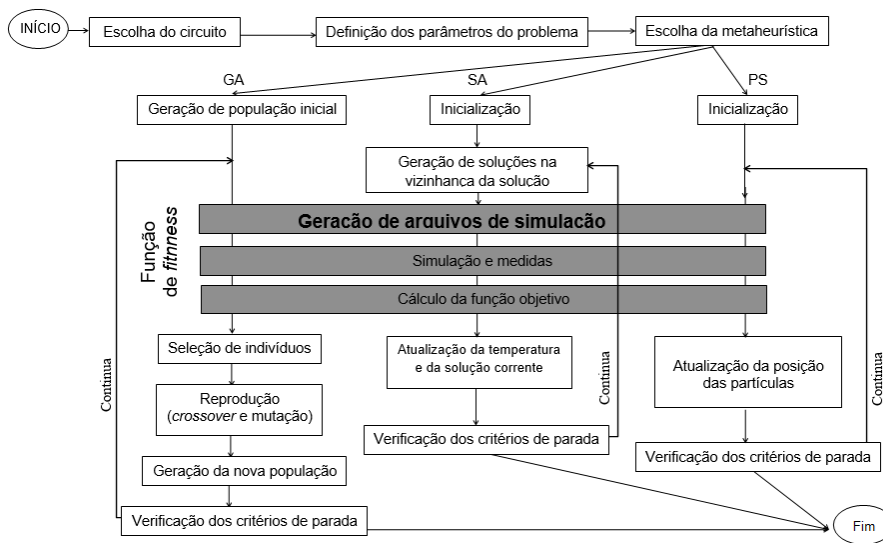 INÍCIO
Escolha do circuito
Definição dos parâmetros do problema
Escolha da metaheurística
GA
SA
PS
Geração de população inicial
Inicialização
Inicialização
Geração de soluções na
vizinhança da solução
Função
de fitnness
Geração de arquivos de simulação
Simulação e medidas
Cálculo da função objetivo
Seleção de indivíduos
Atualização da temperatura
e da solução corrente
Atualização da posição
das partículas
Continua
Continua
Continua
Reprodução
(crossover e mutação)
Verificação dos critérios de parada
Verificação dos critérios de parada
Geração da nova população
Verificação dos critérios de parada
Fim